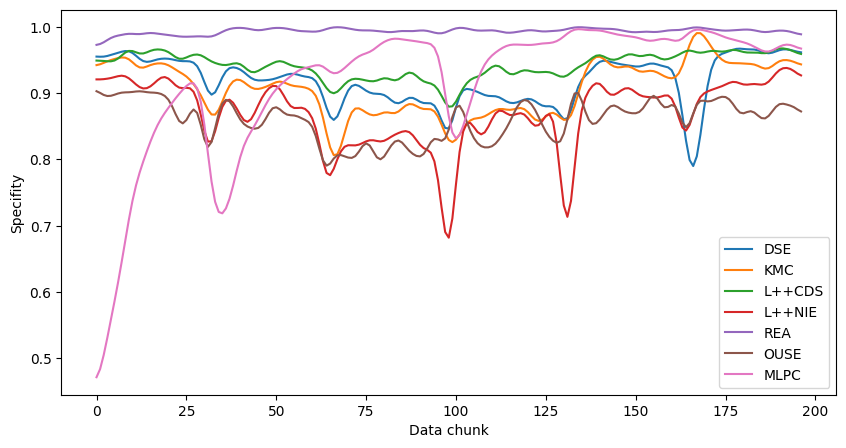 1.0
0.9
0.8
0.7
0.6
0.5
Specifity
0 25 50 75 100 125 150 175 200
Data chunk
DSE
KMC
L++CDS
L++NIE
REA
OUSE
MLPC